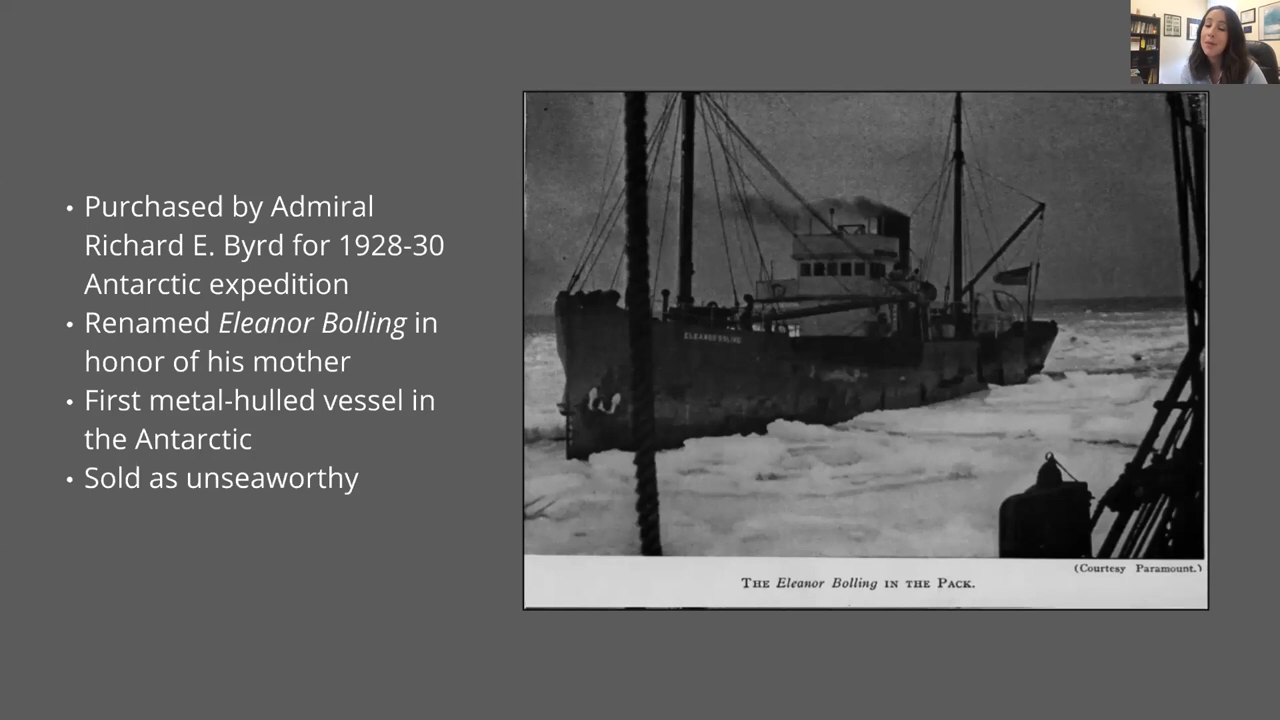 • Purchased by Admiral
Richard E. Byrd for 1928-30
Antarctic expedition
• Renamed Eleanor Bolling in
honor of his mother
• First metal-hulled vessel in
the Antarctic
• Sold as unseaworthy
(Courtesy Paramount.)
THE Eleanor Bolling IN THE PACK.